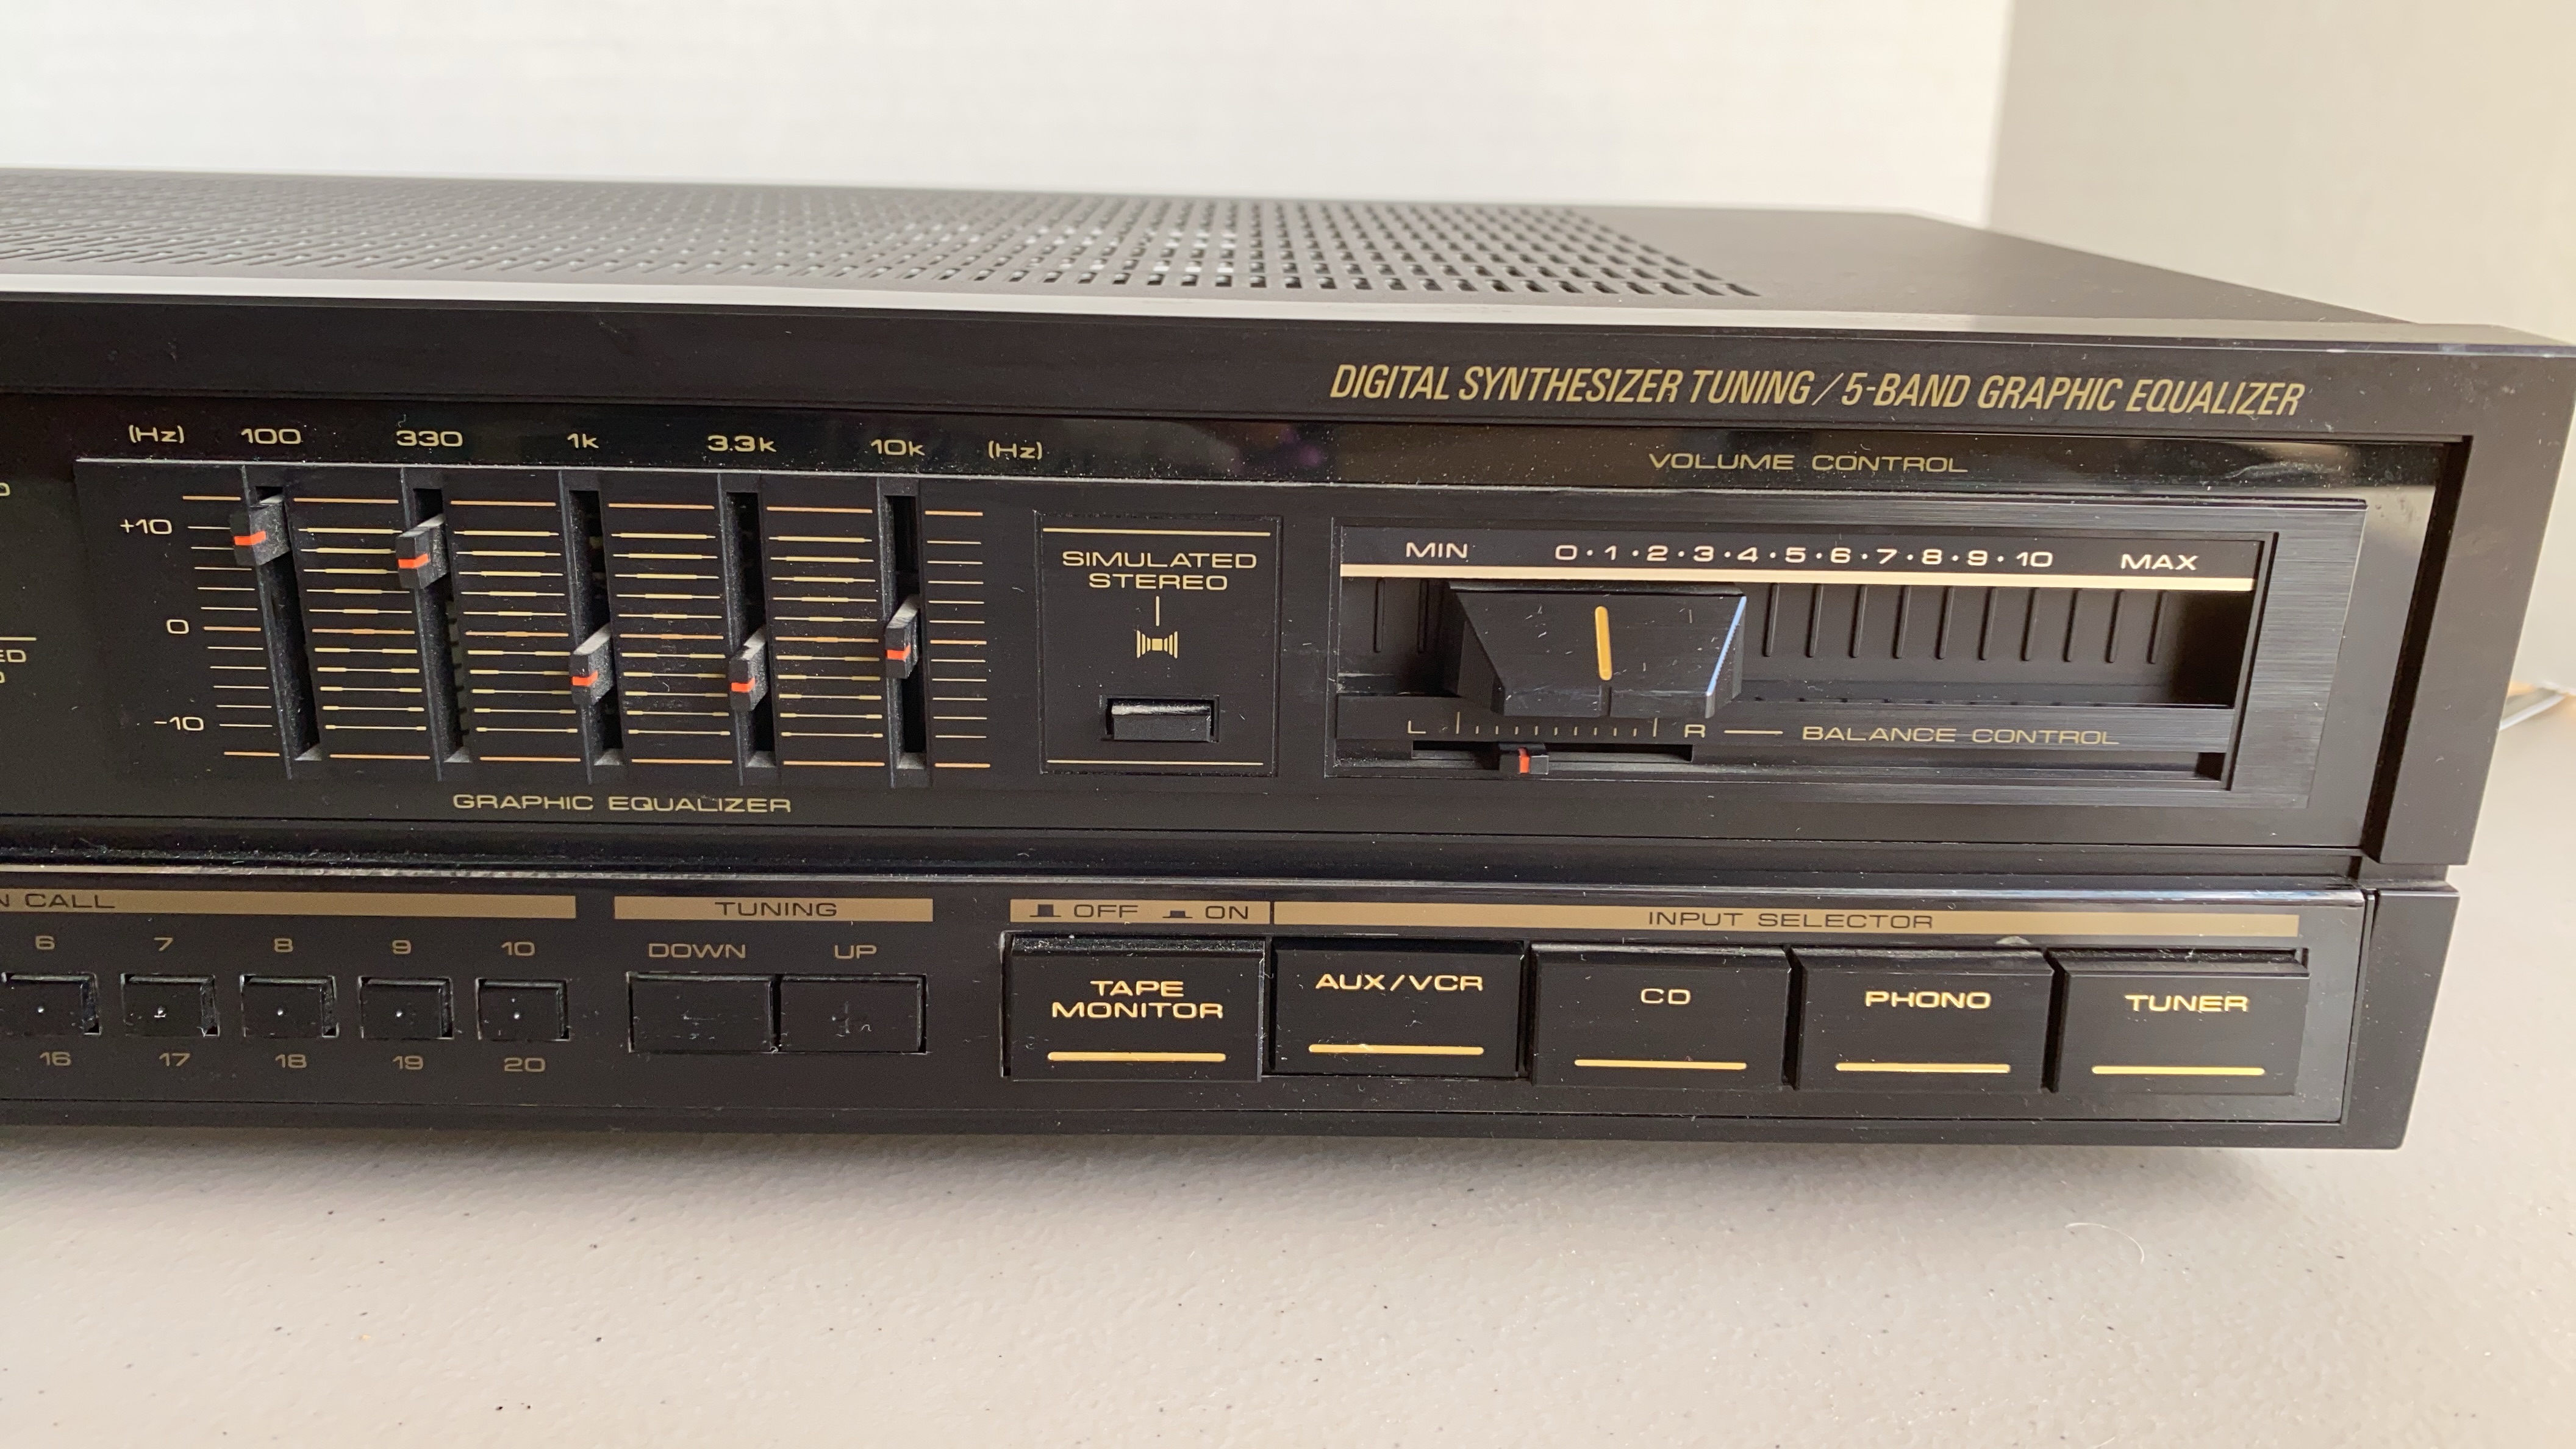 DIGITAL SYNTHESIZER TUNING / 5-BAND GRAPHIC EQUALIZER
(Hz) 100 330 1k 3.3k 10k (Hz)
+10
0
-10
GRAPHIC EQUALIZER
SIMULATED
STEREO
VOLUME CONTROL
MIN 0·1·2·3·4·5·6·7·8·9·10 MAX
L R BALANCE CONTROL
CALL
6 7 8 9 10
16 17 18 19 20
TUNING
DOWN UP
- +
OFF ON
INPUT SELECTOR
TAPE
MONITOR
AUX/VCR
CD
PHONO
TUNER